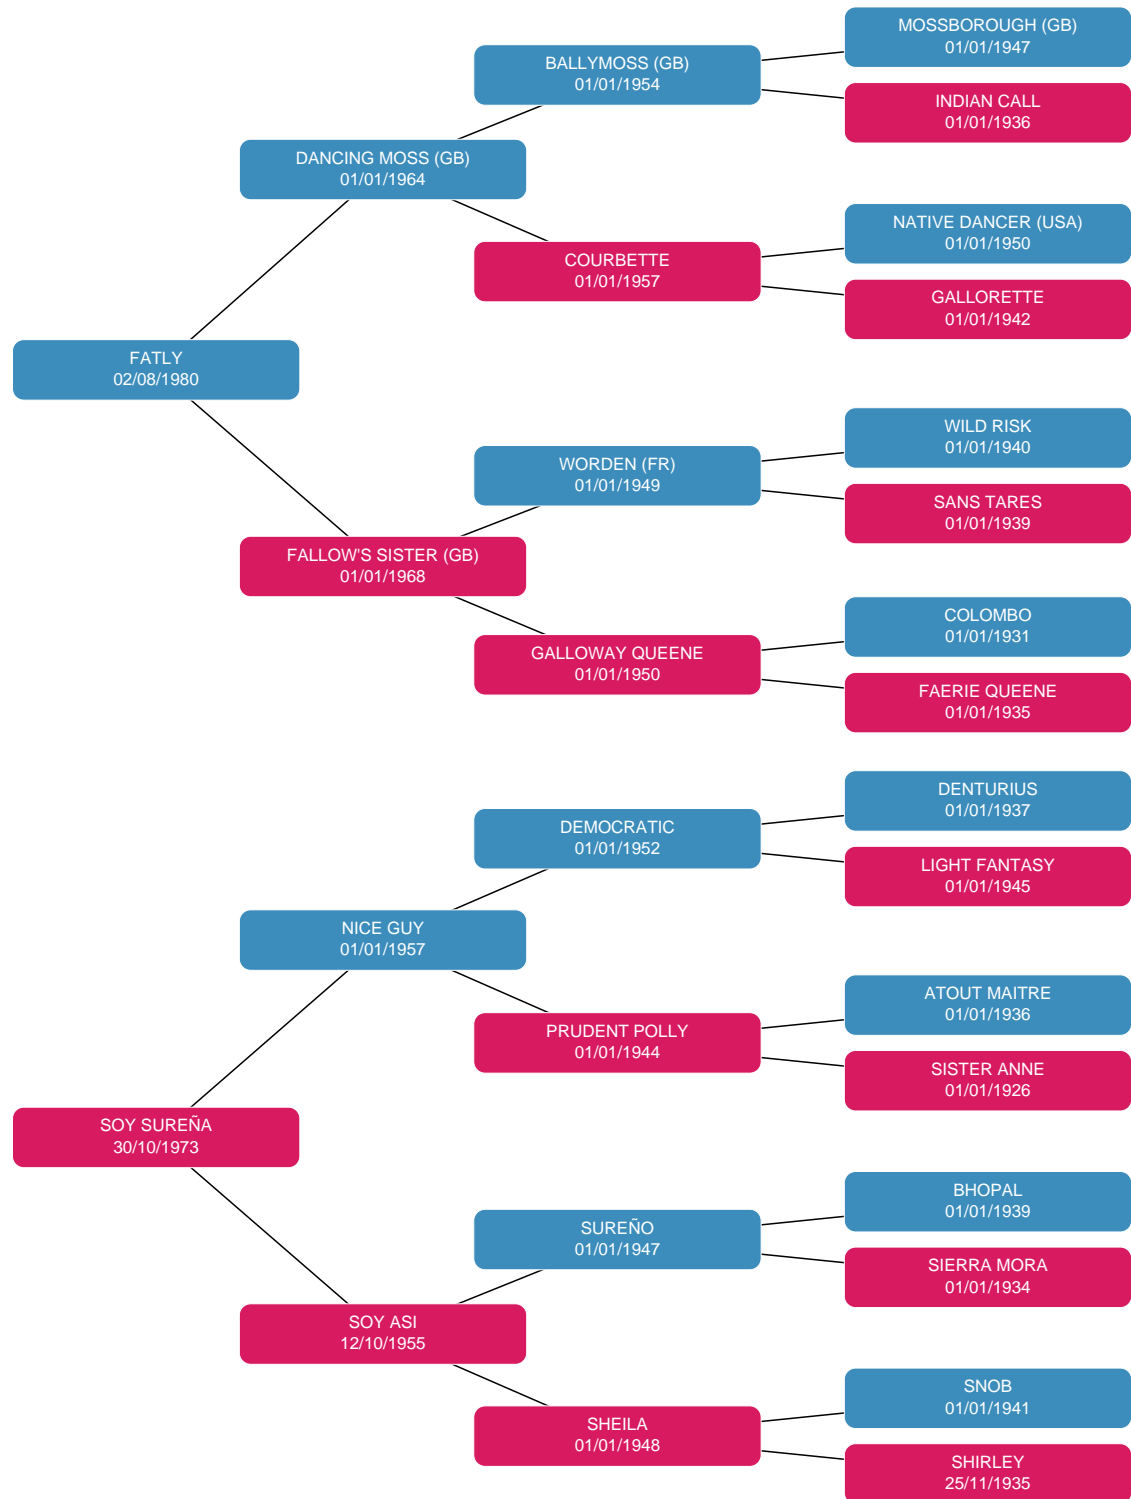 MOSSBOROUGH (GB)
01/01/1947
BALLYMOSS (GB)
01/01/1954
INDIAN CALL
01/01/1936
DANCING MOSS (GB)
01/01/1964
NATIVE DANCER (USA)
01/01/1950
COURBETTE
01/01/1957
GALLORETTE
01/01/1942
FATLY
02/08/1980
WILD RISK
01/01/1940
WORDEN (FR)
01/01/1949
SANS TARES
01/01/1939
FALLOW'S SISTER (GB)
01/01/1968
COLOMBO
01/01/1931
GALLOWAY QUEENE
01/01/1950
FAERIE QUEENE
01/01/1935
DENTURIUS
01/01/1937
DEMOCRATIC
01/01/1952
LIGHT FANTASY
01/01/1945
NICE GUY
01/01/1957
ATOUT MAITRE
01/01/1936
PRUDENT POLLY
01/01/1944
SISTER ANNE
01/01/1926
SOY SUREÑA
30/10/1973
BHOPAL
01/01/1939
SUREÑO
01/01/1947
SIERRA MORA
01/01/1934
SOY ASI
12/10/1955
SNOB
01/01/1941
SHEILA
01/01/1948
SHIRLEY
25/11/1935